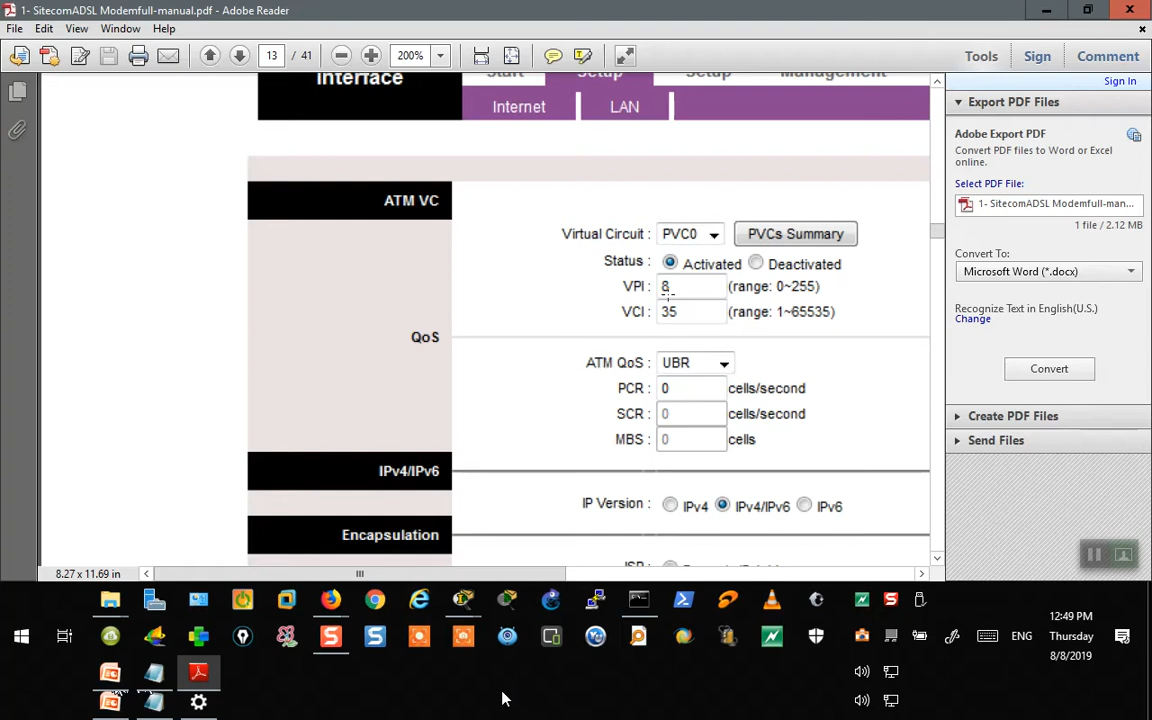 1- SitecomADSL Modemfull-manual.pdf - Adobe Reader
File Edit View Window Help
13 / 41 200% Tools Sign Comment
Sign In
Interface Start Setup Setup Management
Internet LAN
ATM VC
Virtual Circuit : PVC0 PVCs Summary
Status : Activated Deactivated
VPI : 8 (range: 0~255)
VCI : 35 (range: 1~65535)
QoS
ATM QoS : UBR
PCR : 0 cells/second
SCR : 0 cells/second
MBS : 0 cells
IPv4/IPv6
IP Version : IPv4 IPv4/IPv6 IPv6
Encapsulation
ISP :
8.27 x 11.69 in
Export PDF Files
Adobe Export PDF
Convert PDF files to Word or Excel
online.
Select PDF File:
1- SitecomADSL Modemfull-man...
1 file / 2.12 MB
Convert To:
Microsoft Word (*.docx)
Recognize Text in English(U.S.)
Change
Convert
Create PDF Files
Send Files
12:49 PM
ENG Thursday
8/8/2019